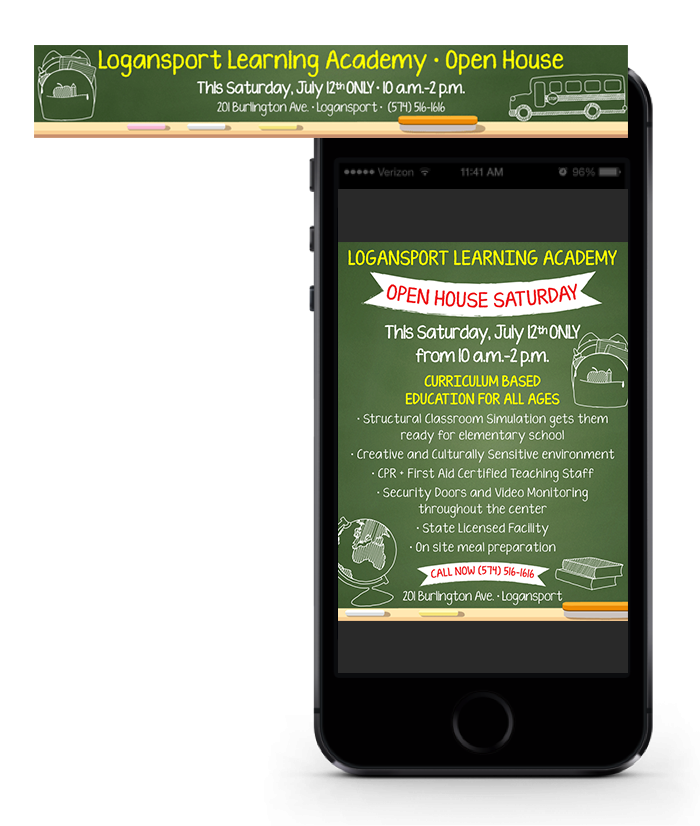 Logansport Learning Academy · Open House
This Saturday, July 12th ONLY · 10 a.m.-2 p.m.
201 Burlington Ave. · Logansport · (574) 516-1616
Verizon 11:41 AM 96%
LOGANSPORT LEARNING ACADEMY
OPEN HOUSE SATURDAY
This Saturday, July 12th ONLY
from 10 a.m.-2 p.m.
CURRICULUM BASED
EDUCATION FOR ALL AGES
· Structural Classroom Simulation gets them
ready for elementary school
· Creative and Culturally Sensitive environment
· CPR + First Aid Certified Teaching Staff
· Security Doors and Video Monitoring
throughout the center
· State Licensed Facility
· On site meal preparation
CALL NOW (574) 516-1616
201 Burlington Ave. · Logansport